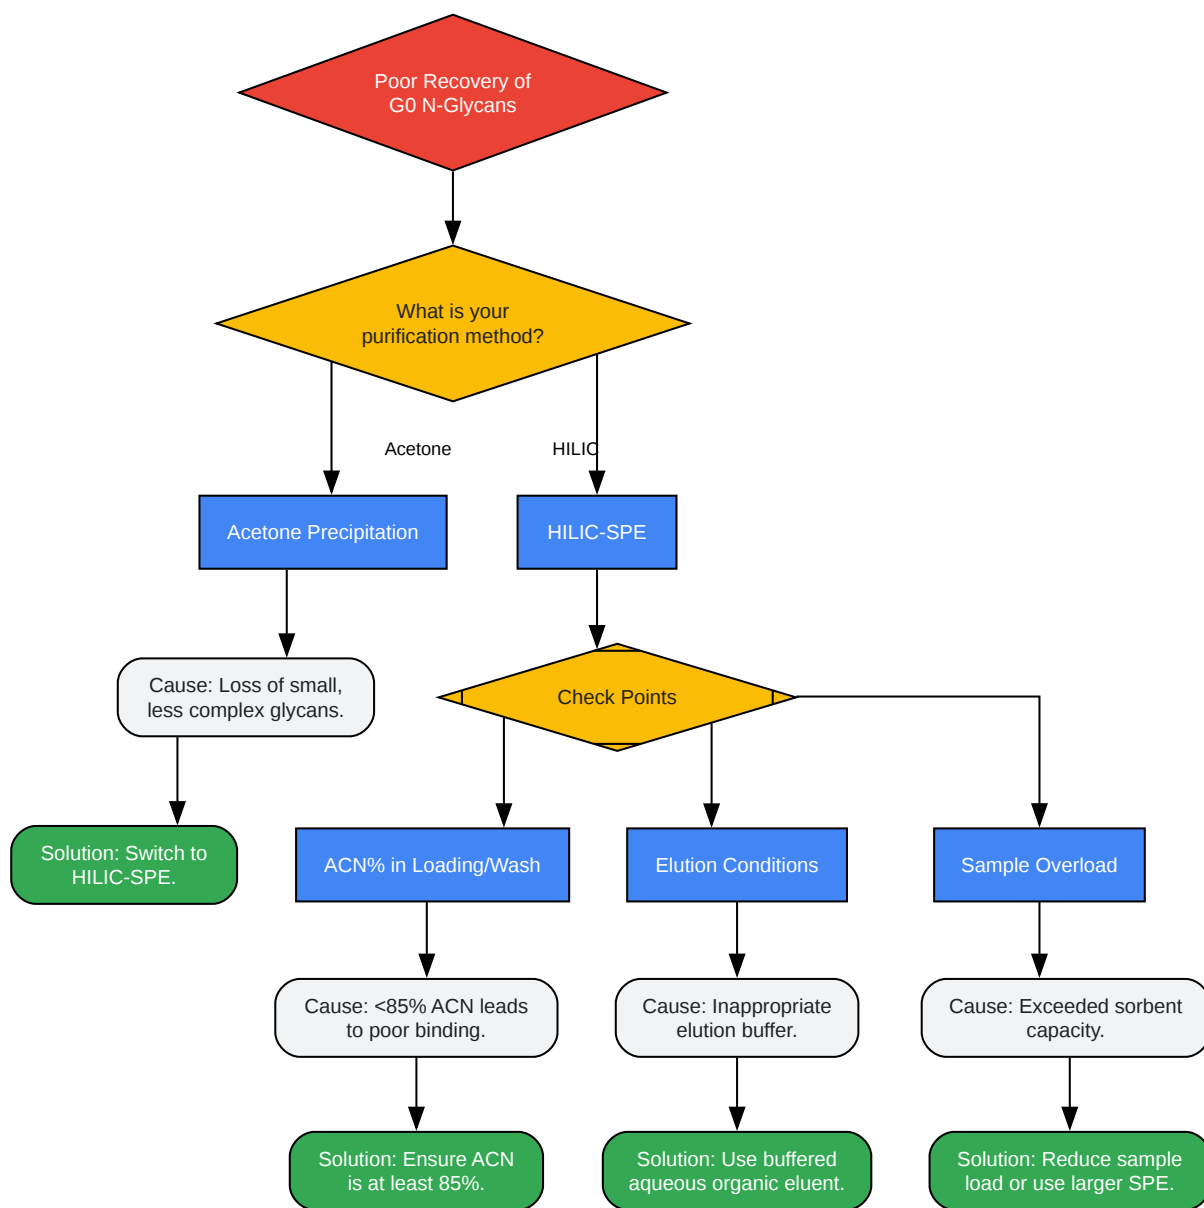 Poor Recovery of
G0 N-Glycans
What is your
purification method?
Acetone
HILIC
Acetone Precipitation
HILIC-SPE
Cause: Loss of small,
less complex glycans.
Check Points
Solution: Switch to
HILIC-SPE.
ACN% in Loading/Wash
Elution Conditions
Sample Overload
Cause: <85% ACN leads
to poor binding.
Cause: Inappropriate
elution buffer.
Cause: Exceeded sorbent
capacity.
Solution: Ensure ACN
is at least 85%.
Solution: Use buffered
aqueous organic eluent.
Solution: Reduce sample
load or use larger SPE.